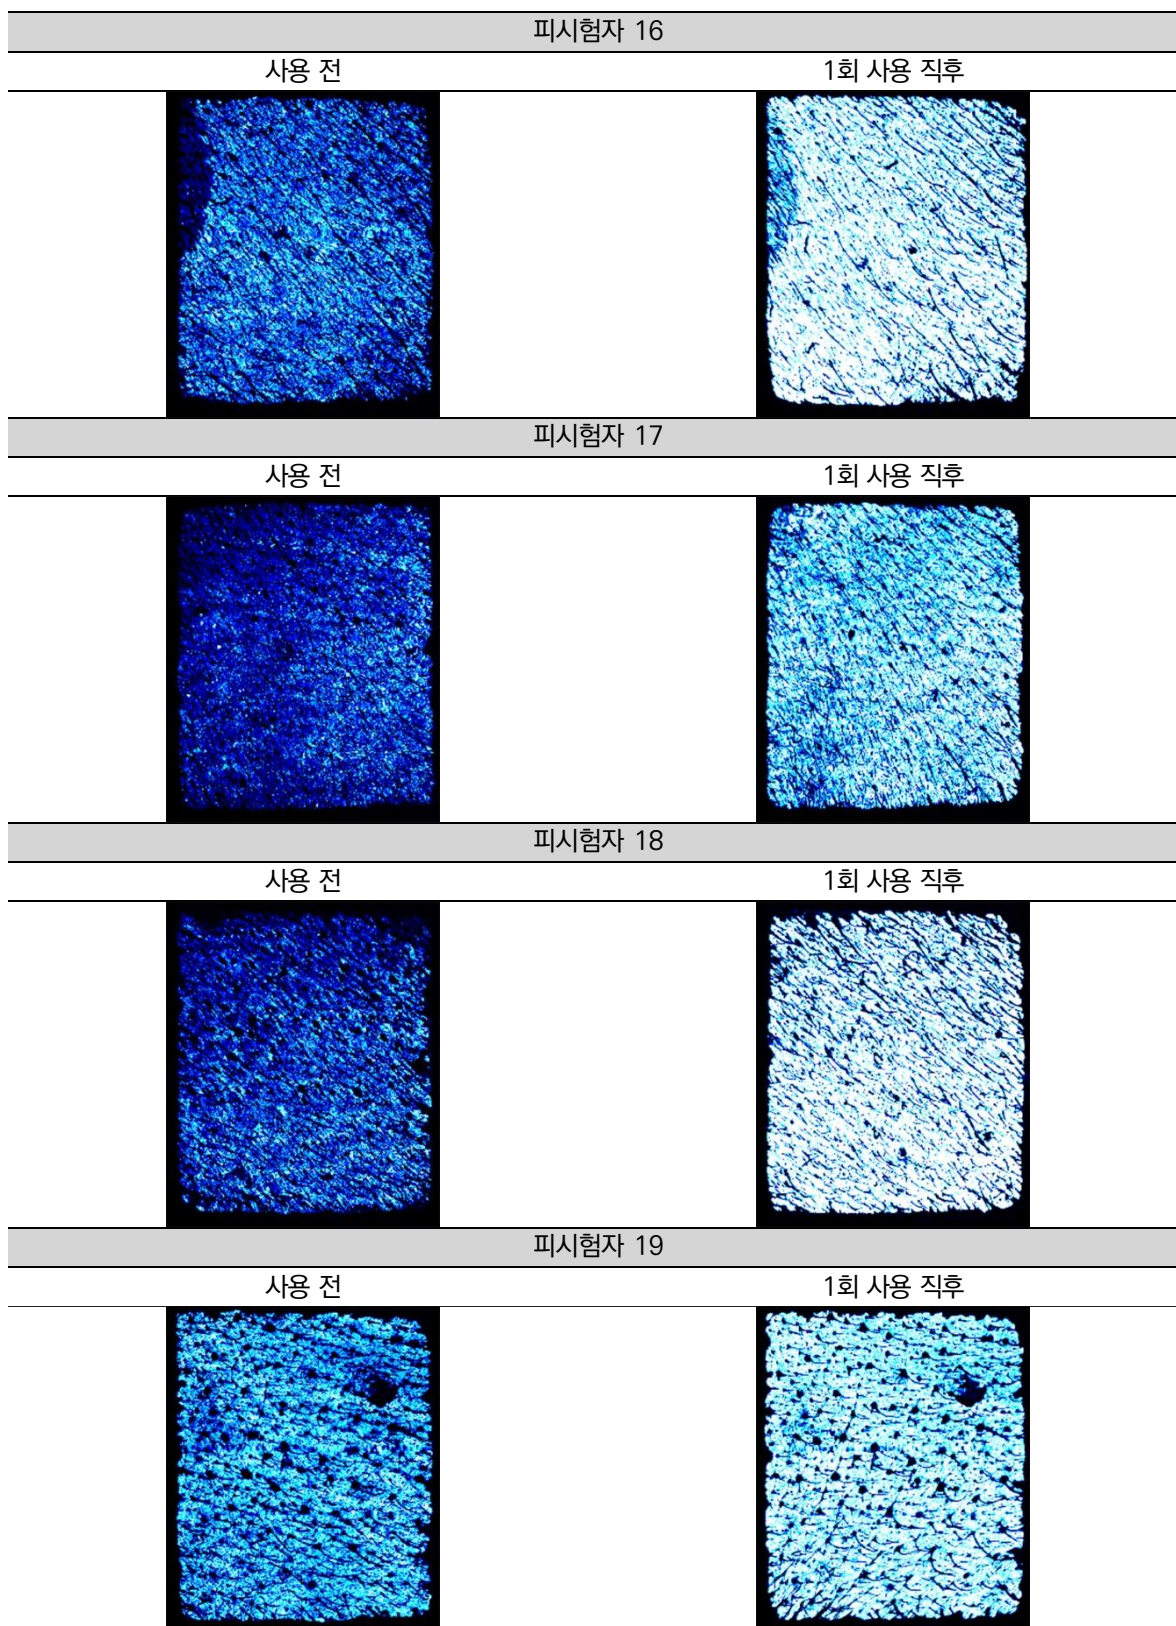 피시험자 16
사용 전 1회 사용 직후
피시험자 17
사용 전 1회 사용 직후
피시험자 18
사용 전 1회 사용 직후
피시험자 19
사용 전 1회 사용 직후